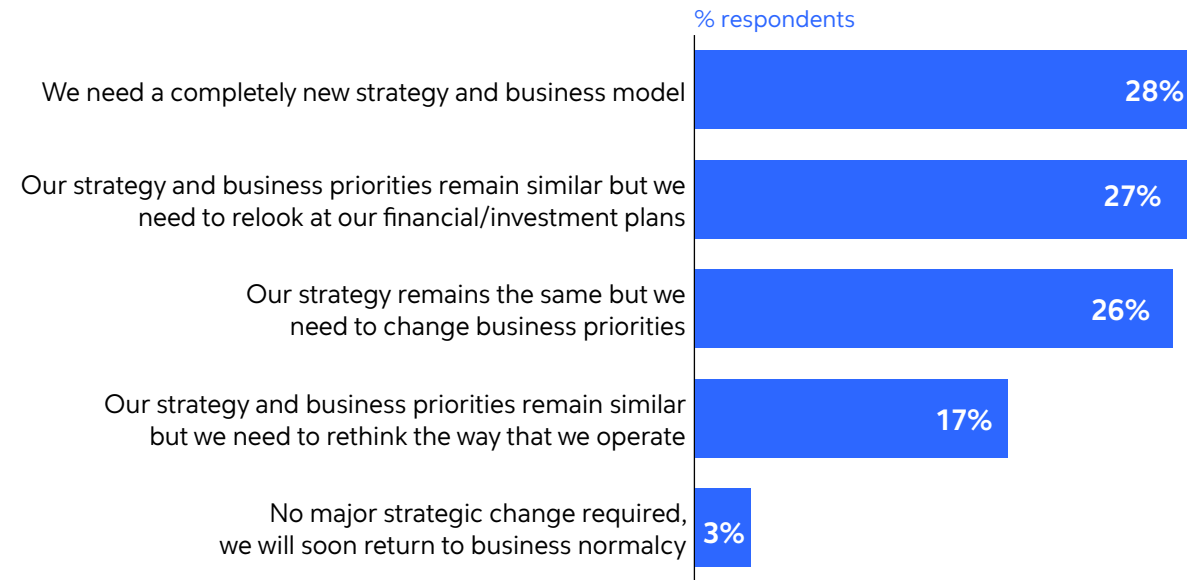 % respondents
We need a completely new strategy and business model
28%
Our strategy and business priorities remain similar but we
need to relook at our financial/investment plans
27%
Our strategy remains the same but we
need to change business priorities
26%
Our strategy and business priorities remain similar
but we need to rethink the way that we operate
17%
No major strategic change required,
we will soon return to business normalcy
3%